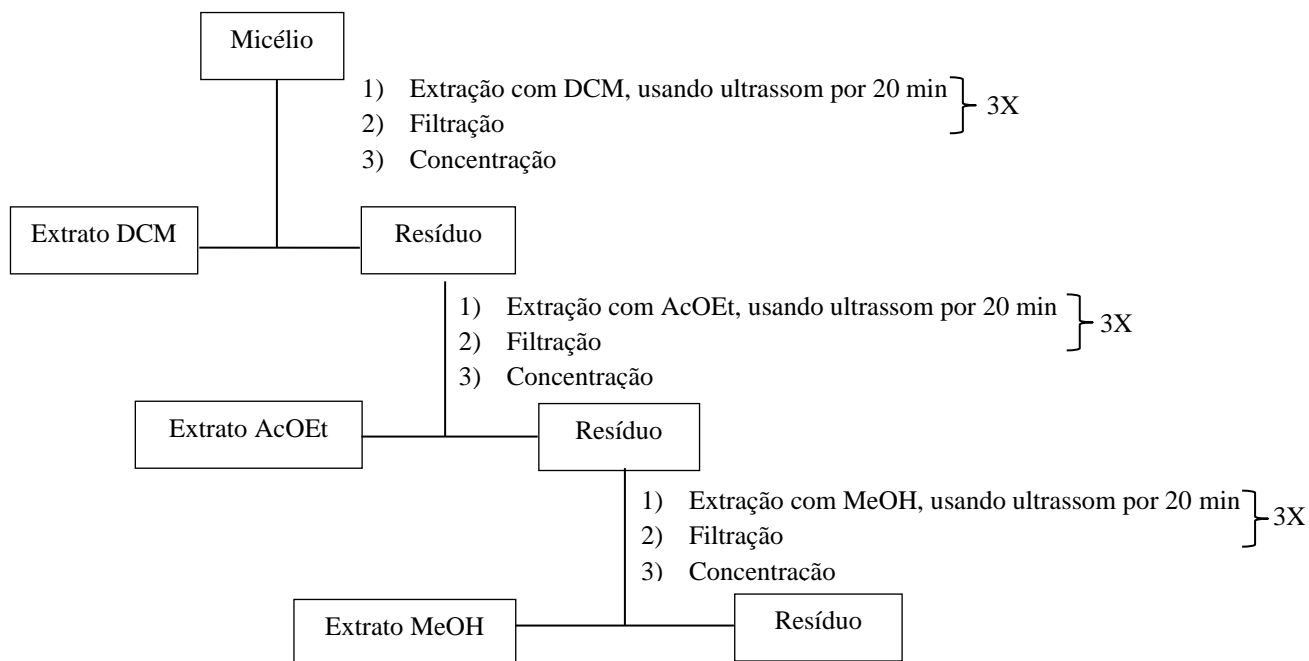 Micélio
1) Extração com DCM, usando ultrassom por 20 min
2) Filtração
3) Concentração
3X
Extrato DCM
Resíduo
1) Extração com AcOEt, usando ultrassom por 20 min
2) Filtração
3) Concentração
3X
Extrato AcOEt
Resíduo
1) Extração com MeOH, usando ultrassom por 20 min
2) Filtração
3) Concentração
3X
Extrato MeOH
Resíduo